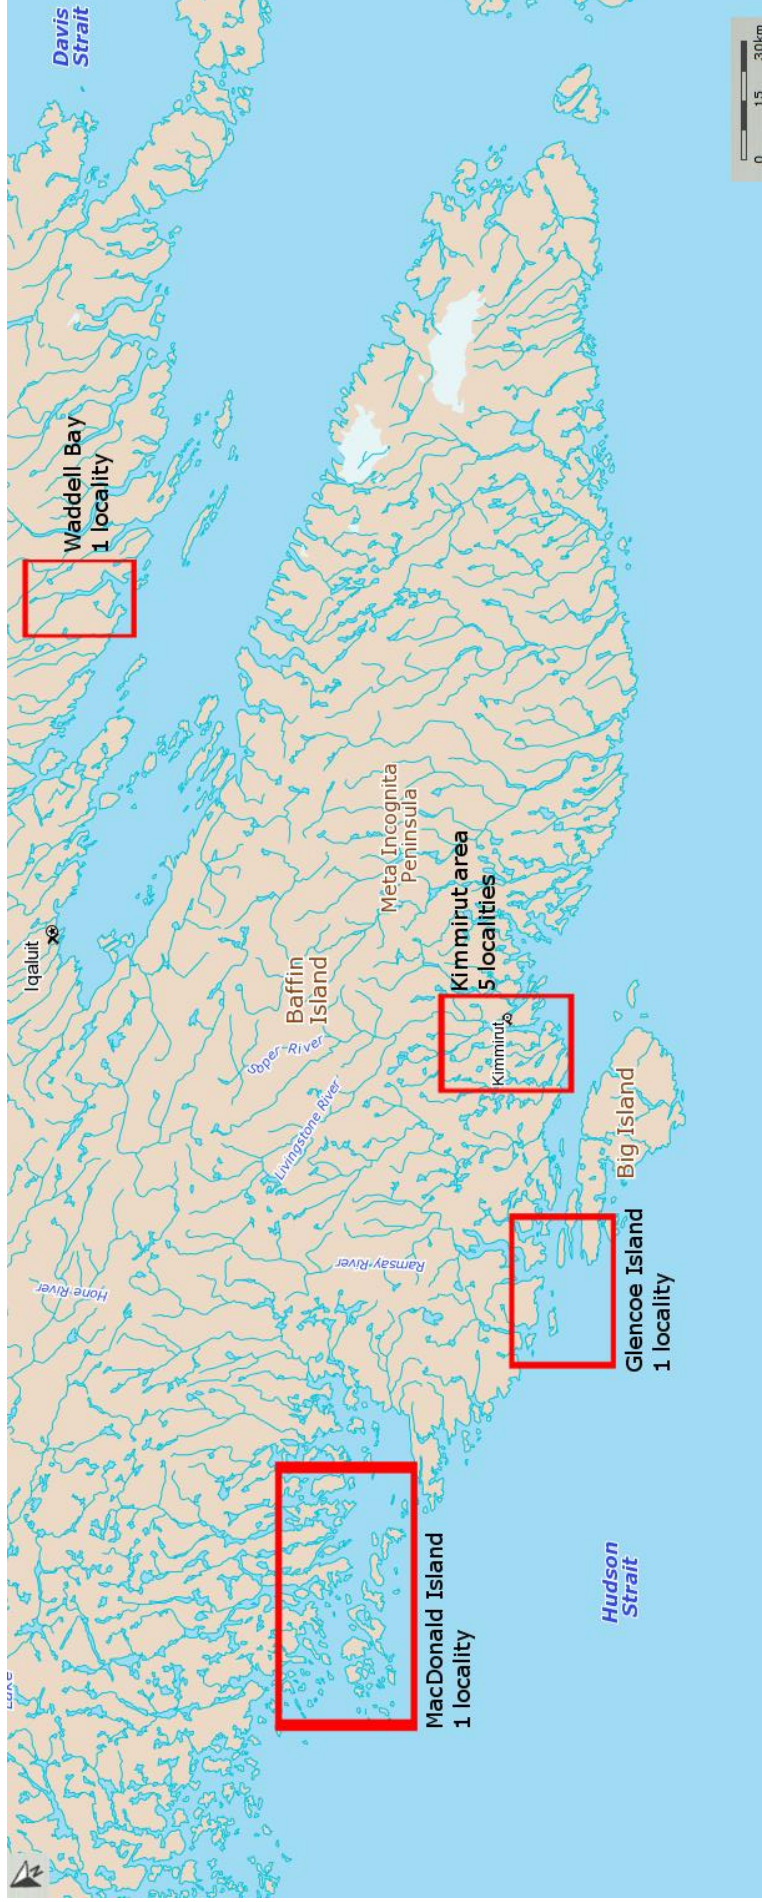 N
Iqaluit
Davis
Strait
Hone River
Waddell Bay
1 locality
Soper River
Baffin
Island
Livingstone River
Ramsay River
Meta Incognita
Peninsula
MacDonald Island
1 locality
Kimmirut area
5 localities
Kimmirut
Big Island
Glencoe Island
1 locality
Hudson
Strait
0 15 30km